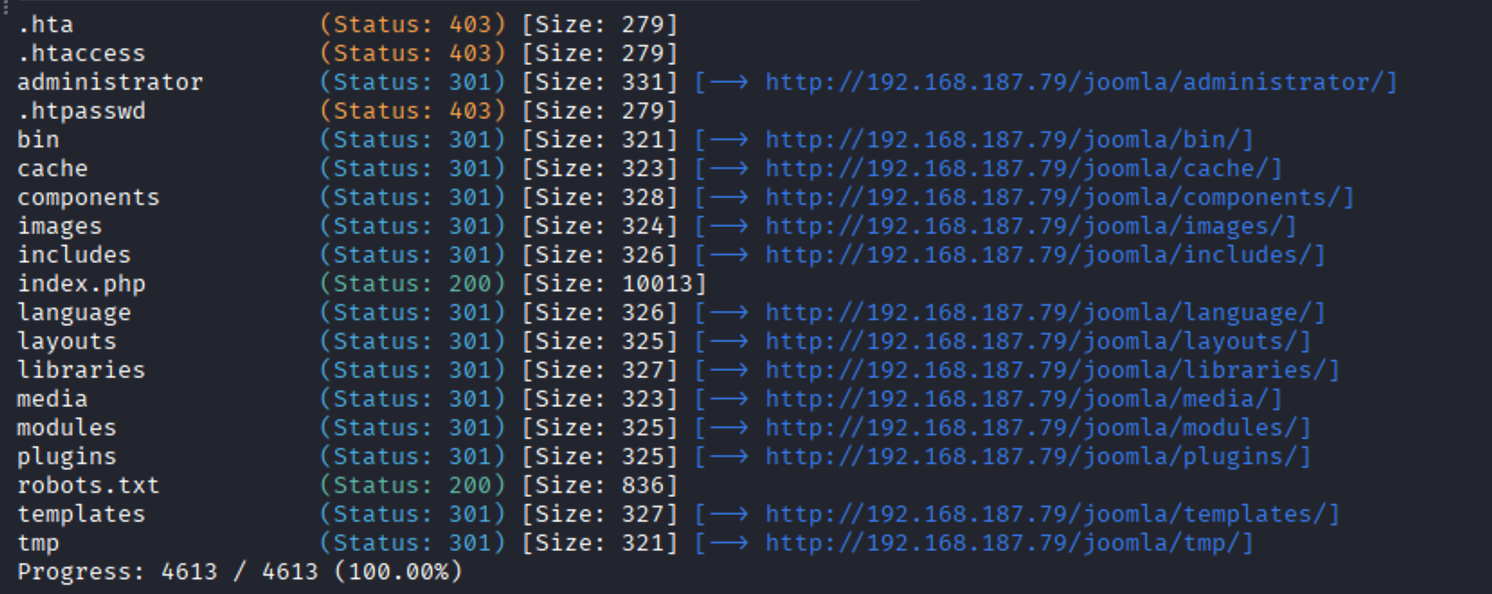 .hta (Status: 403) [Size: 279]
.htaccess (Status: 403) [Size: 279]
administrator (Status: 301) [Size: 331] [--> http://192.168.187.79/joomla/administrator/]
.htpasswd (Status: 403) [Size: 279]
bin (Status: 301) [Size: 321] [--> http://192.168.187.79/joomla/bin/]
cache (Status: 301) [Size: 323] [--> http://192.168.187.79/joomla/cache/]
components (Status: 301) [Size: 328] [--> http://192.168.187.79/joomla/components/]
images (Status: 301) [Size: 324] [--> http://192.168.187.79/joomla/images/]
includes (Status: 301) [Size: 326] [--> http://192.168.187.79/joomla/includes/]
index.php (Status: 200) [Size: 10013]
language (Status: 301) [Size: 326] [--> http://192.168.187.79/joomla/language/]
layouts (Status: 301) [Size: 325] [--> http://192.168.187.79/joomla/layouts/]
libraries (Status: 301) [Size: 327] [--> http://192.168.187.79/joomla/libraries/]
media (Status: 301) [Size: 323] [--> http://192.168.187.79/joomla/media/]
modules (Status: 301) [Size: 325] [--> http://192.168.187.79/joomla/modules/]
plugins (Status: 301) [Size: 325] [--> http://192.168.187.79/joomla/plugins/]
robots.txt (Status: 200) [Size: 836]
templates (Status: 301) [Size: 327] [--> http://192.168.187.79/joomla/templates/]
tmp (Status: 301) [Size: 321] [--> http://192.168.187.79/joomla/tmp/]
Progress: 4613 / 4613 (100.00%)